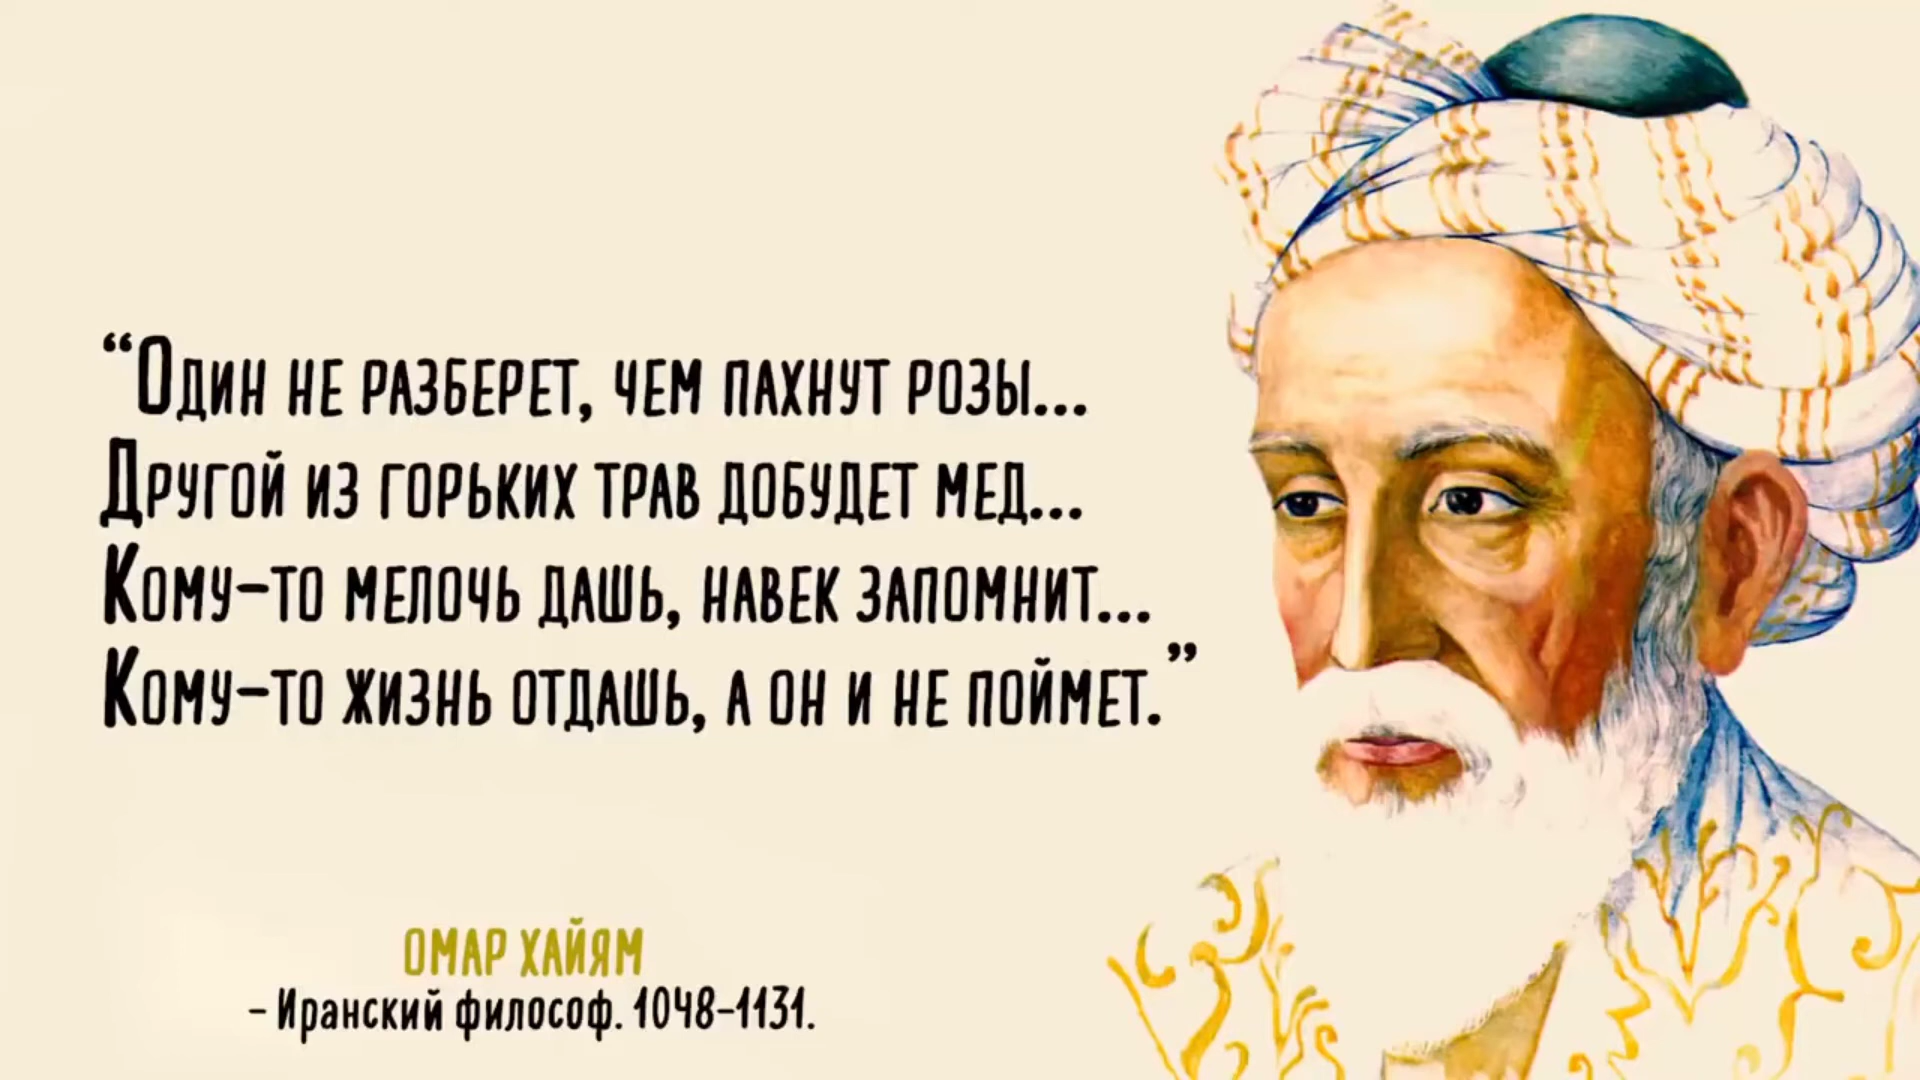 “Один не разберет, чем пахнут розы...
Другой из горьких трав добудет мед...
Кому-то мелочь дашь, навек запомнит...
Кому-то жизнь отдашь, а он и не поймет.”
ОМАР ХАЙЯМ
- Иранский философ. 1048-1131.